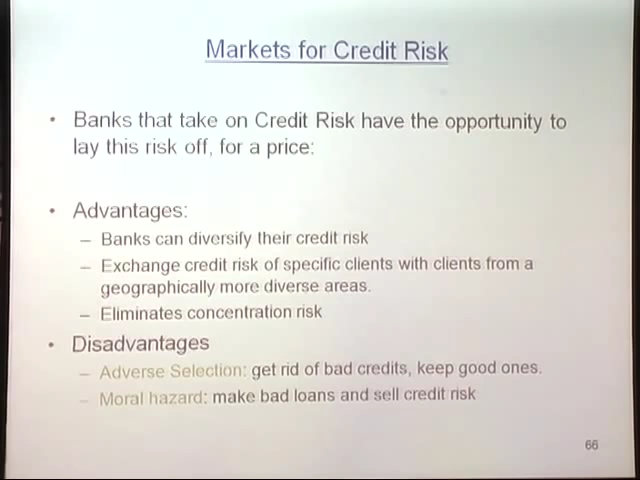 Markets for Credit Risk
• Banks that take on Credit Risk have the opportunity to
lay this risk off, for a price:
• Advantages:
– Banks can diversify their credit risk
– Exchange credit risk of specific clients with clients from a
geographically more diverse areas.
– Eliminates concentration risk
• Disadvantages
– Adverse Selection: get rid of bad credits, keep good ones.
– Moral hazard: make bad loans and sell credit risk
66